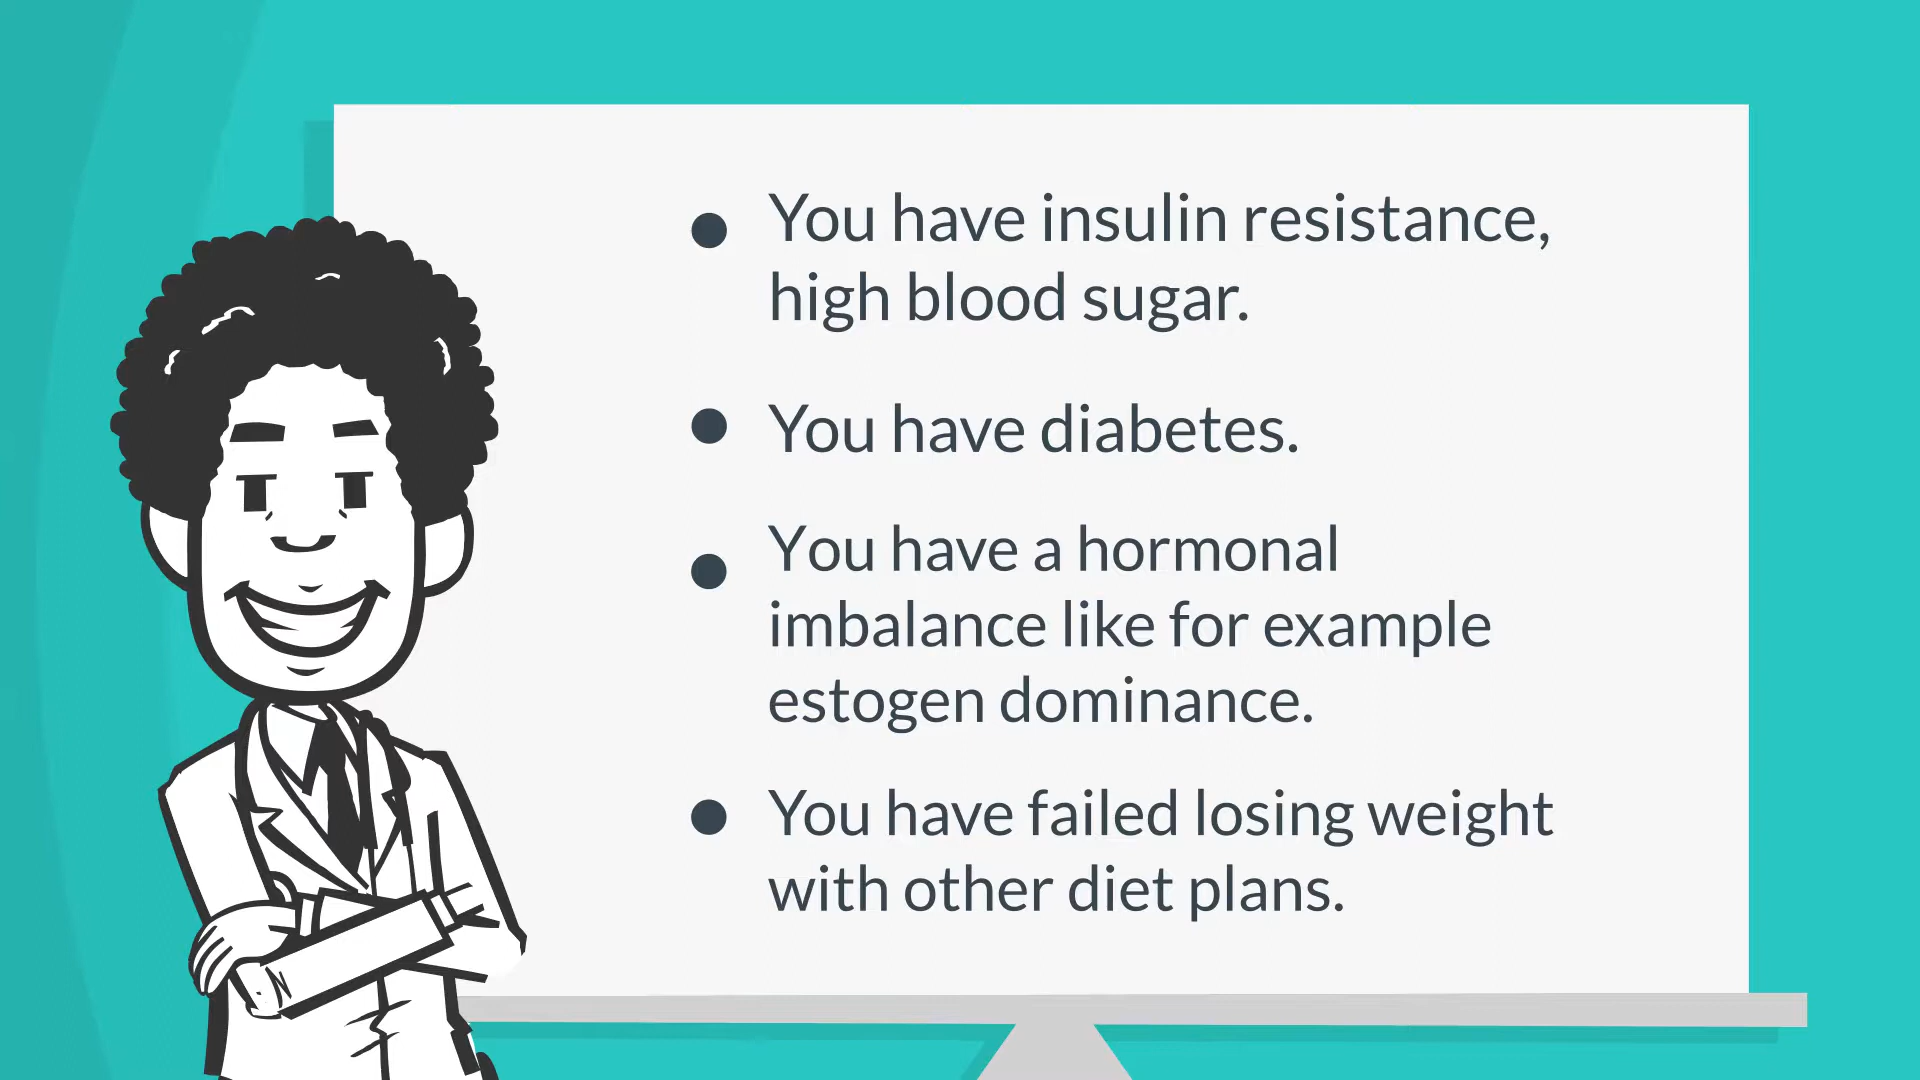 You have insulin resistance,
high blood sugar.
You have diabetes.
You have a hormonal
imbalance like for example
estogen dominance.
You have failed losing weight
with other diet plans.